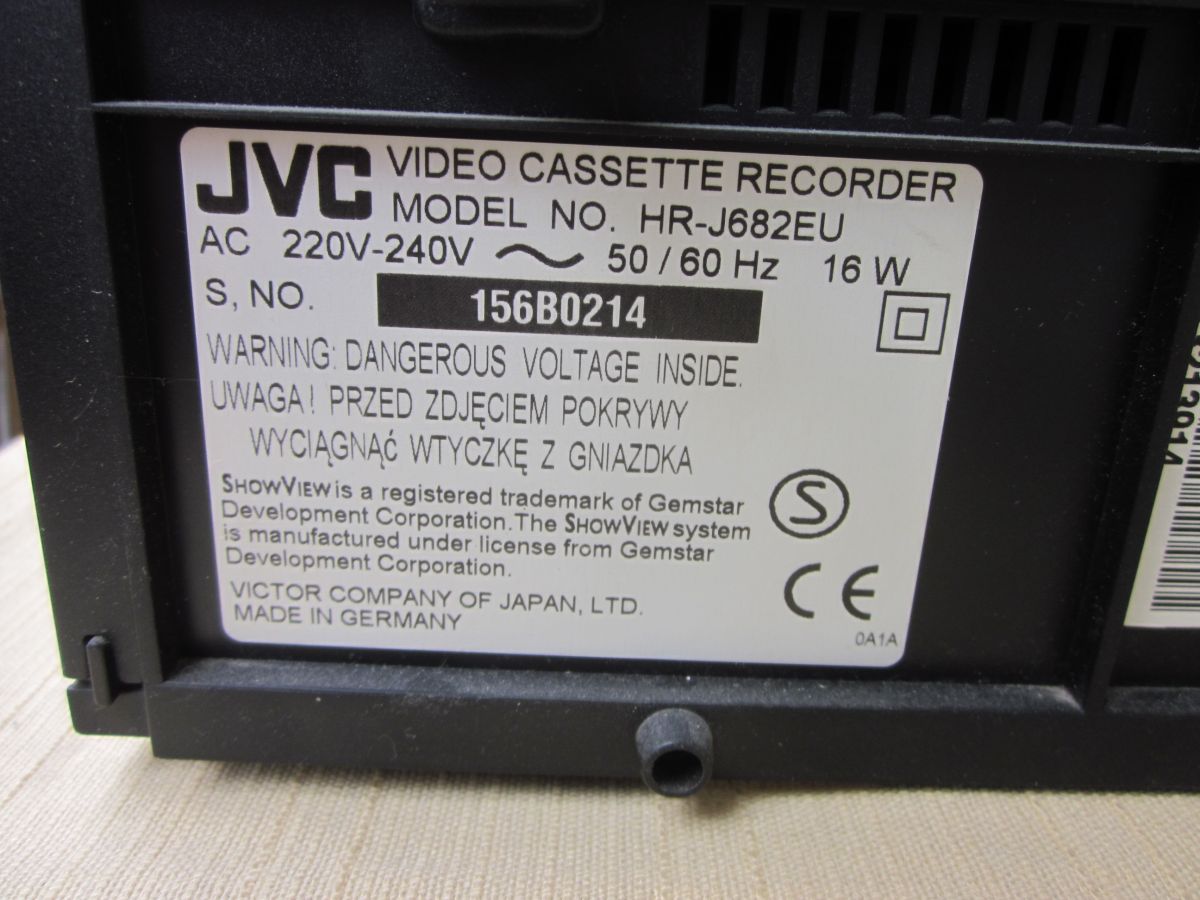 JVC VIDEO CASSETTE RECORDER
MODEL NO. HR-J682EU
AC 220V-240V ~ 50 / 60 Hz 16 W
S, NO. 156B0214
WARNING: DANGEROUS VOLTAGE INSIDE.
UWAGA! PRZED ZDJĘCIEM POKRYWY
WYCIĄGNĄĆ WTYCZKĘ Z GNIAZDKA
SHOWVIEW is a registered trademark of Gemstar
Development Corporation. The SHOWVIEW system
is manufactured under license from Gemstar
Development Corporation.
S
VICTOR COMPANY OF JAPAN, LTD.
MADE IN GERMANY
CE
0A1A